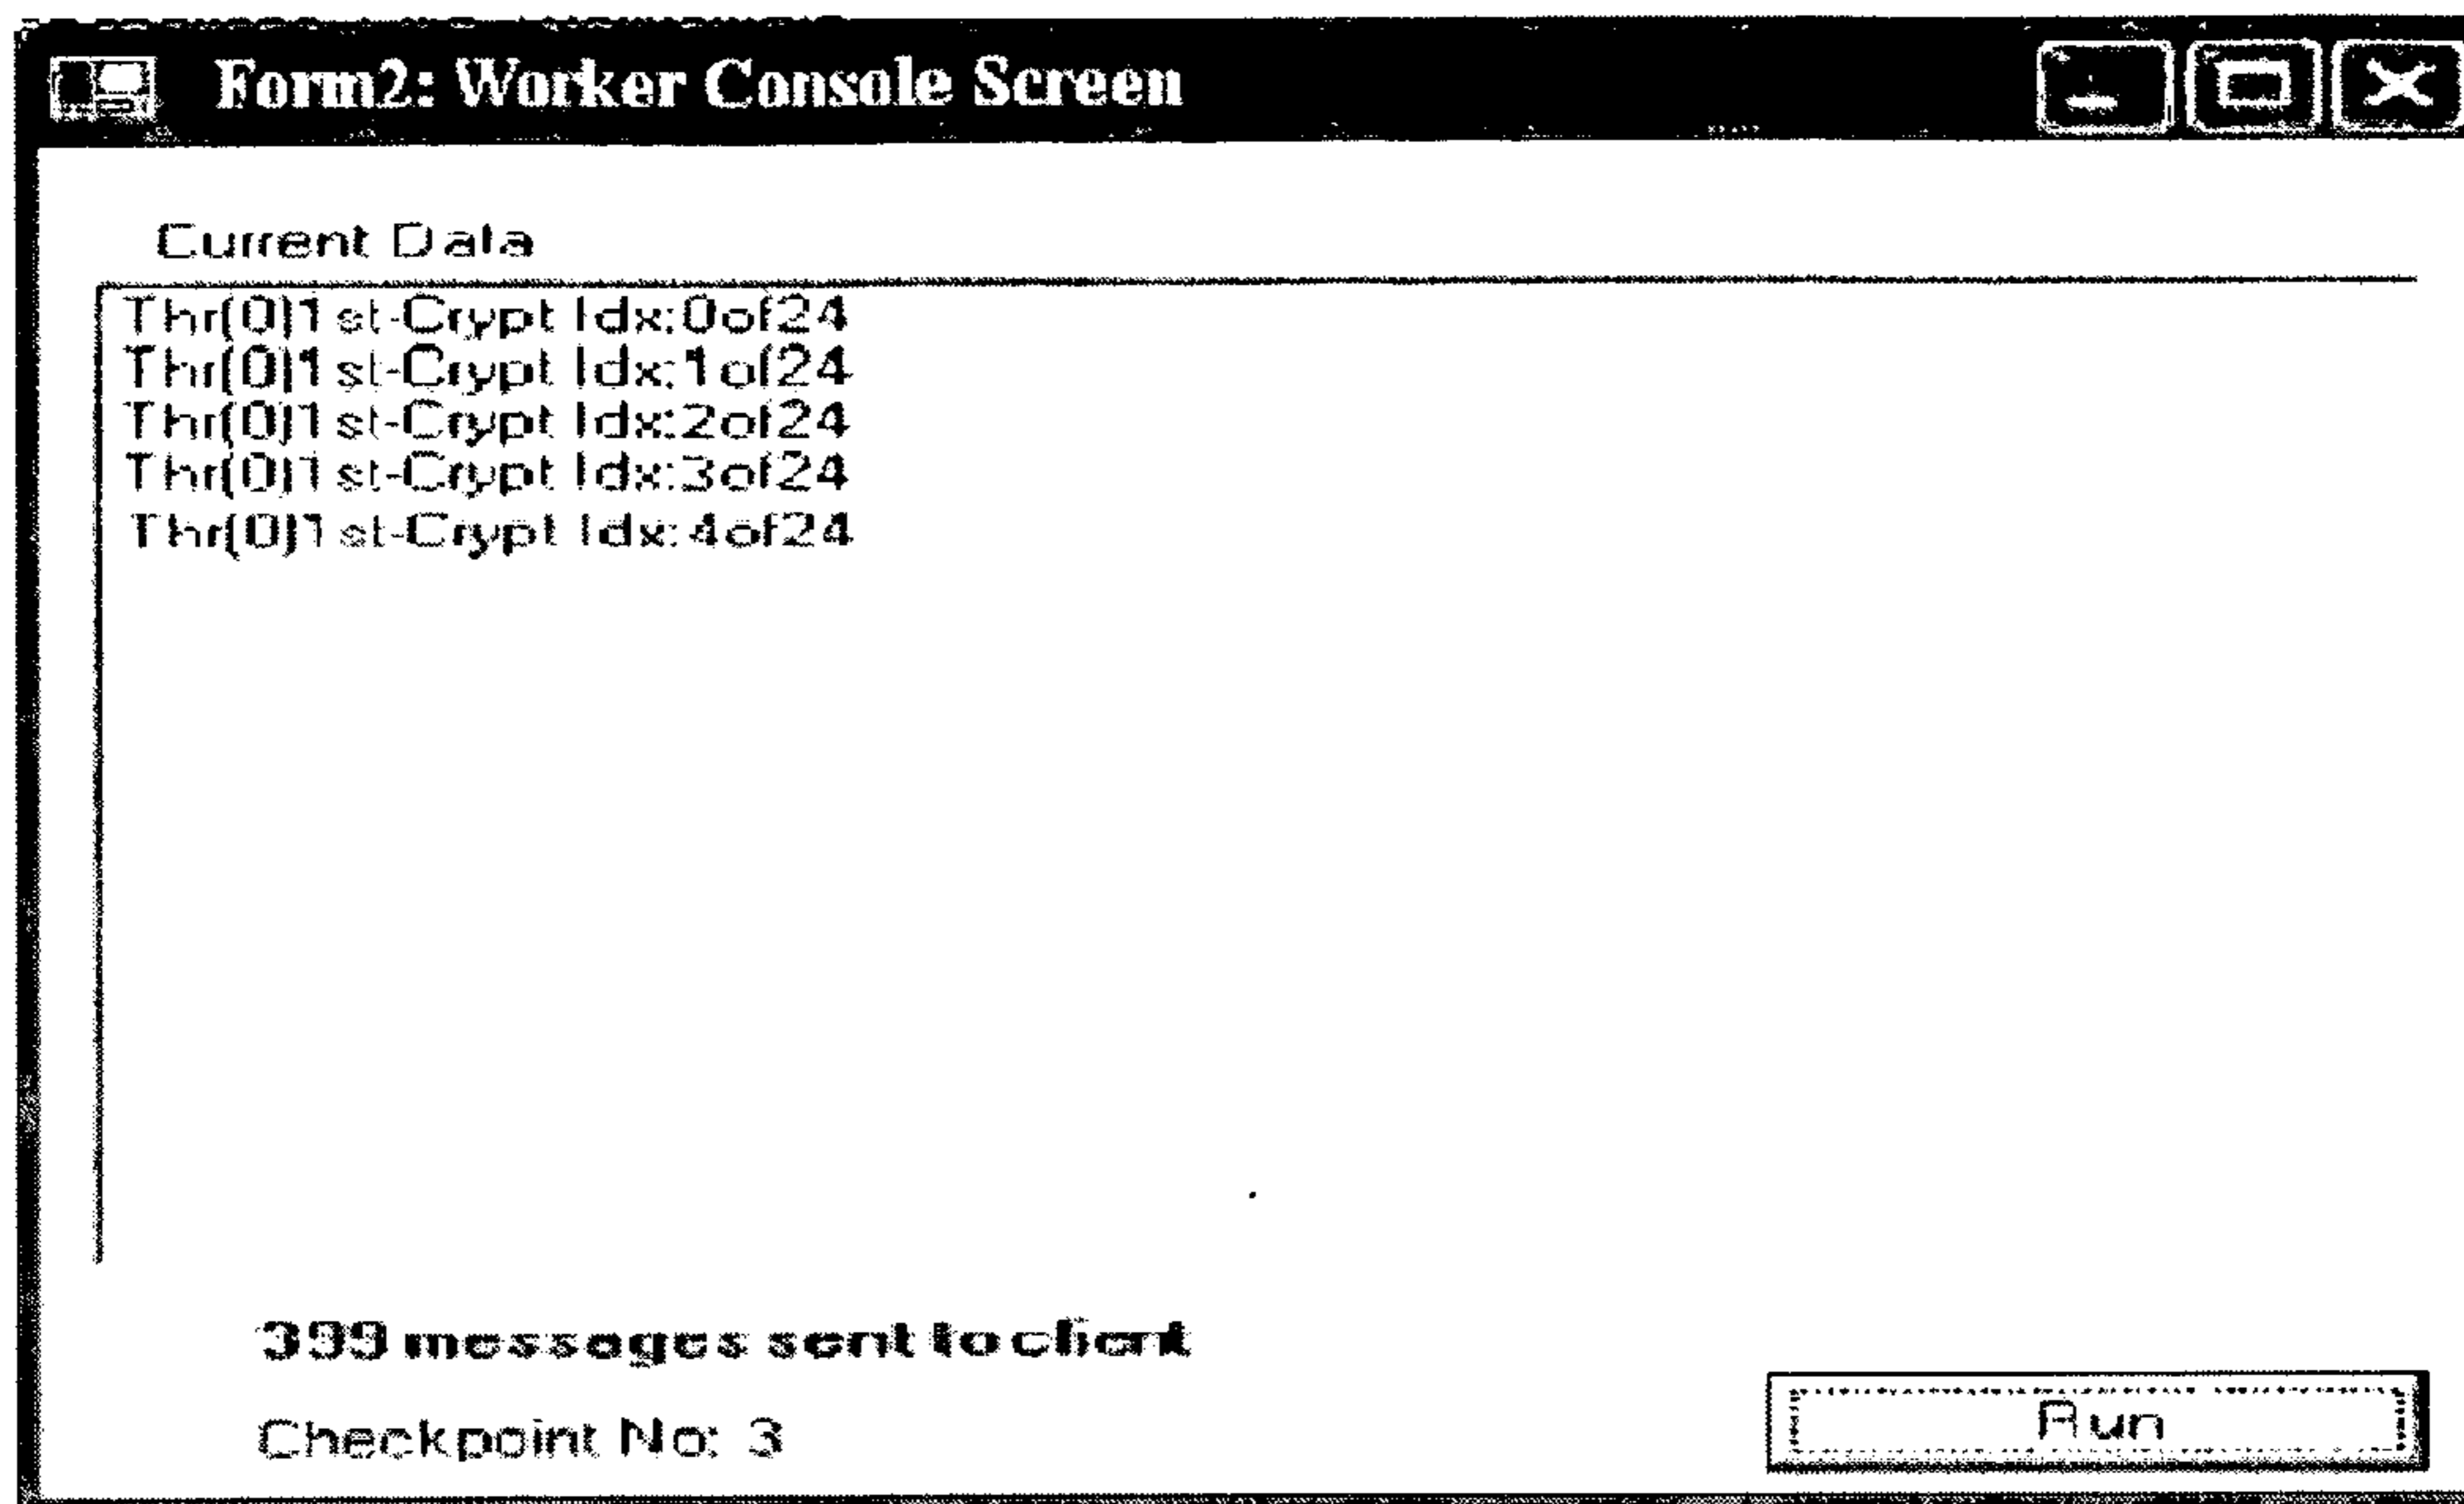 Form2: Worker Console Screen
Current Data
Thr(0)1st-Crypt Idx:0of24
Thr(0)1st-Crypt Idx:1of24
Thr(0)1st-Crypt Idx:2of24
Thr(0)1st-Crypt Idx:3of24
Thr(0)1st-Crypt Idx:4of24
399 messages sent to client
Checkpoint No: 3
Run